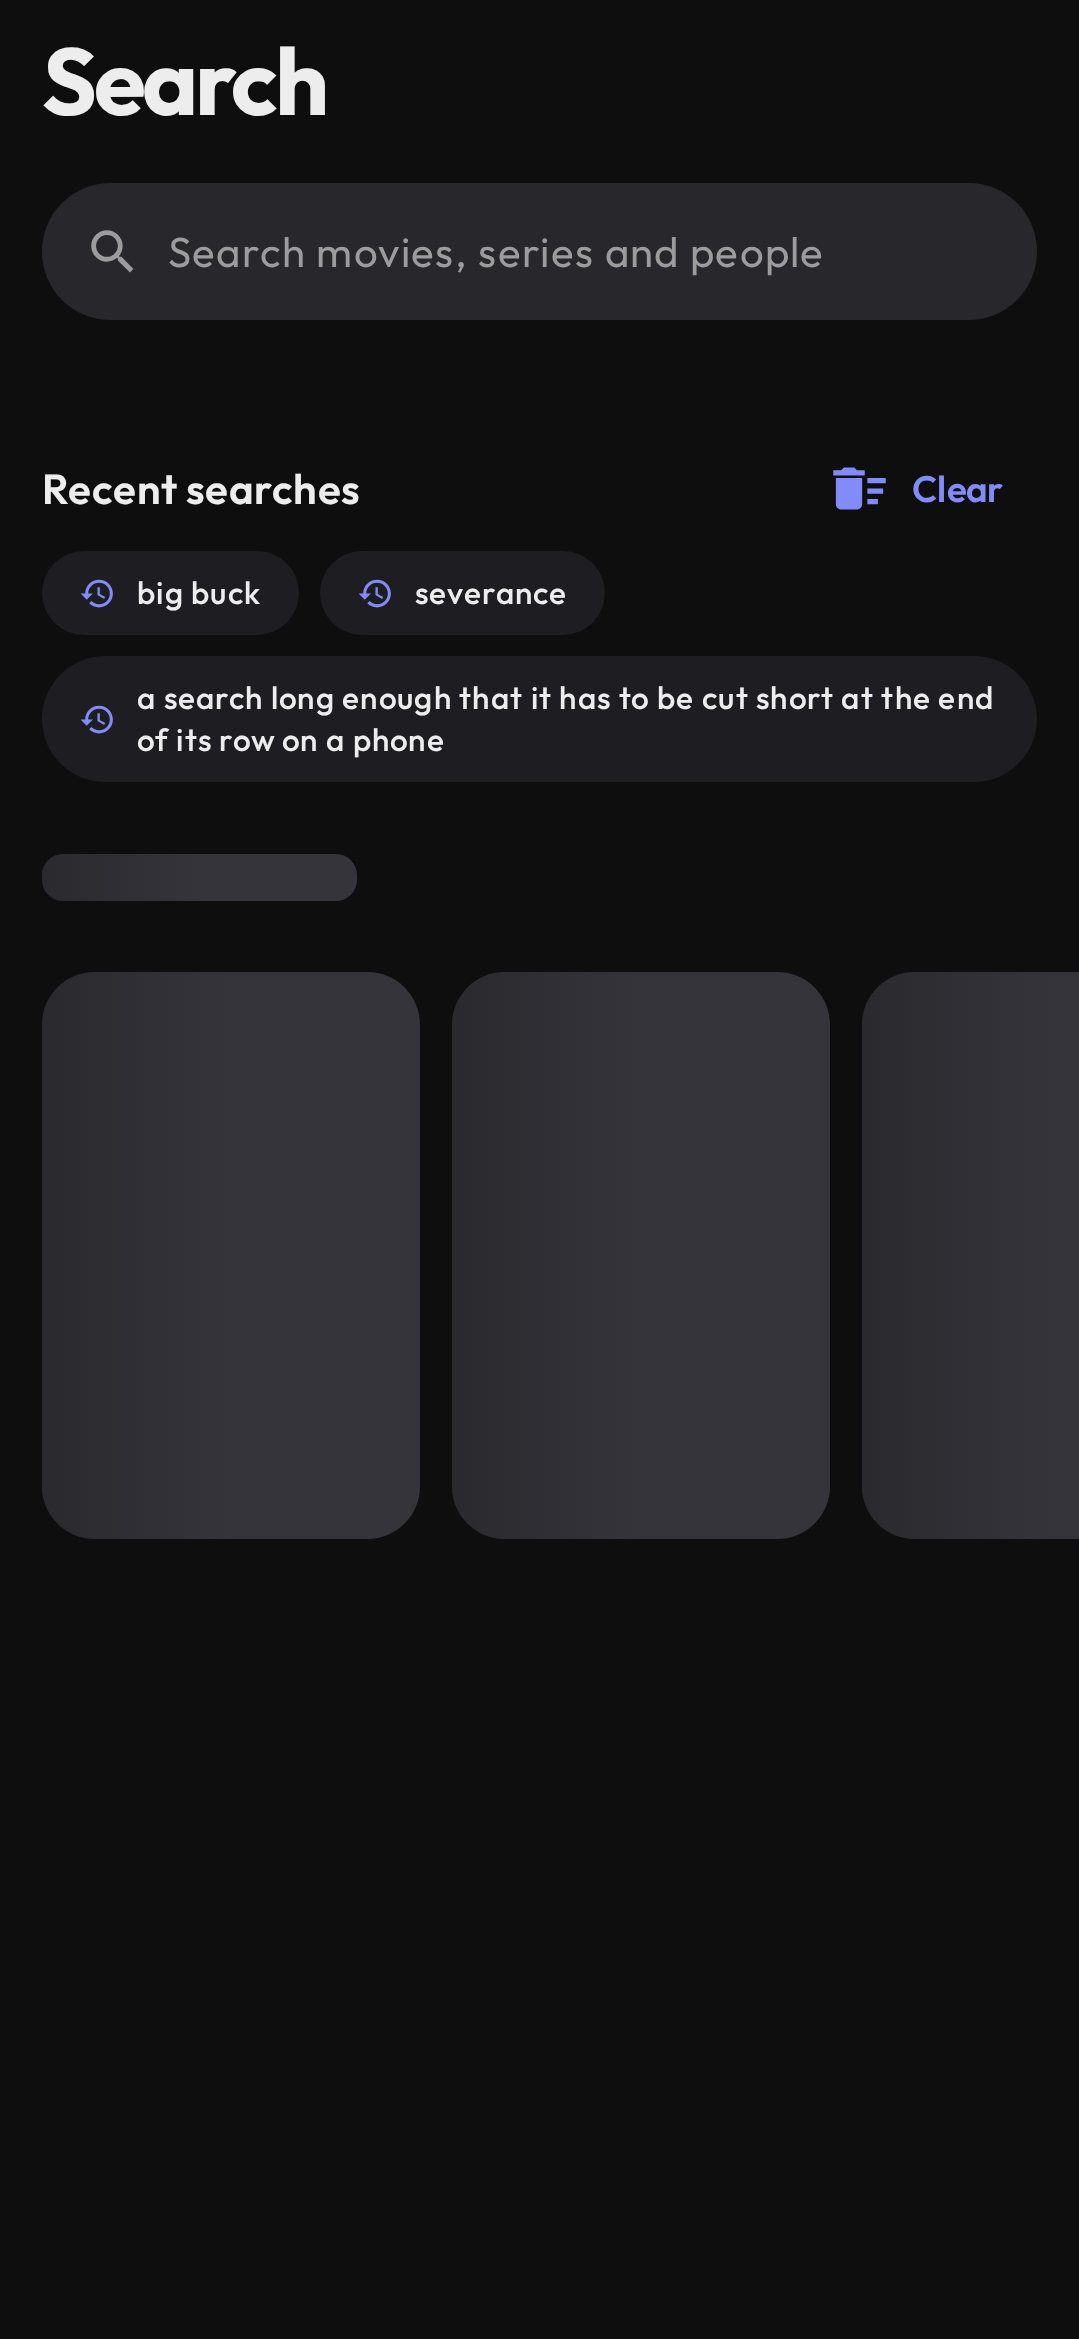 Search
Search movies, series and people
Recent searches
Clear
big buck
severance
a search long enough that it has to be cut short at the end
of its row on a phone